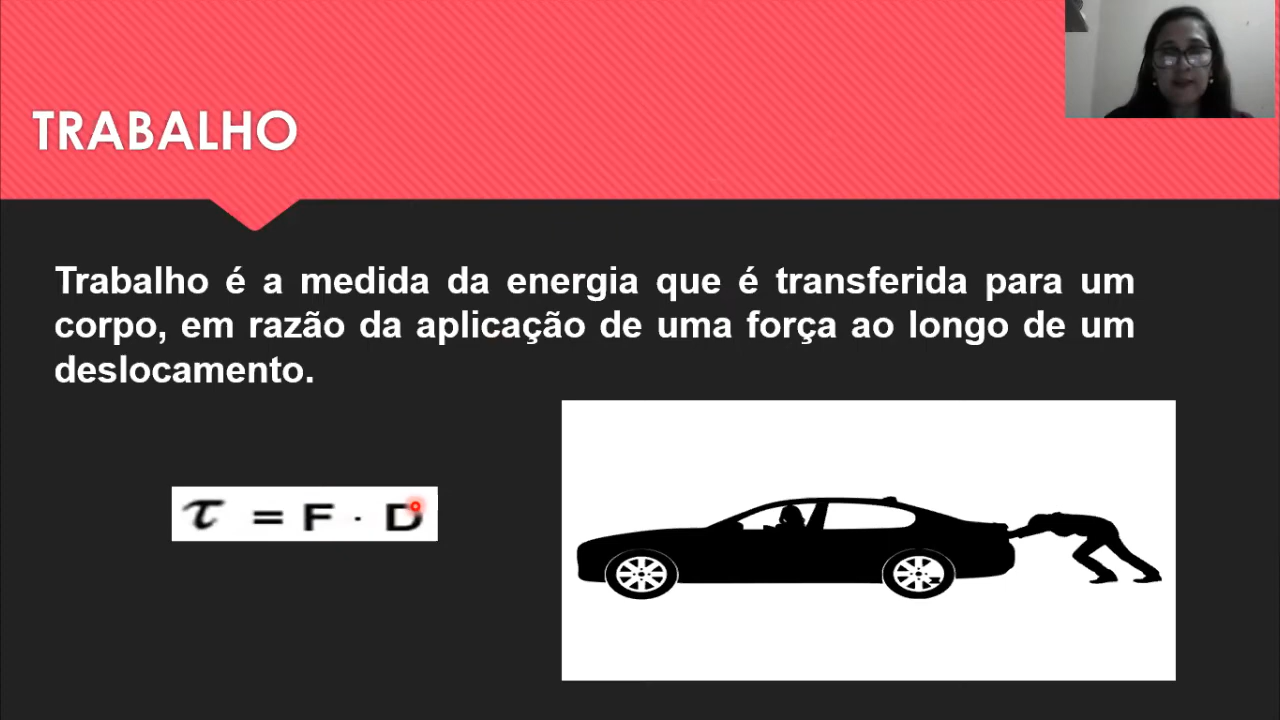 TRABALHO
Trabalho é a medida da energia que é transferida para um
corpo, em razão da aplicação de uma força ao longo de um
deslocamento.
τ = F · D